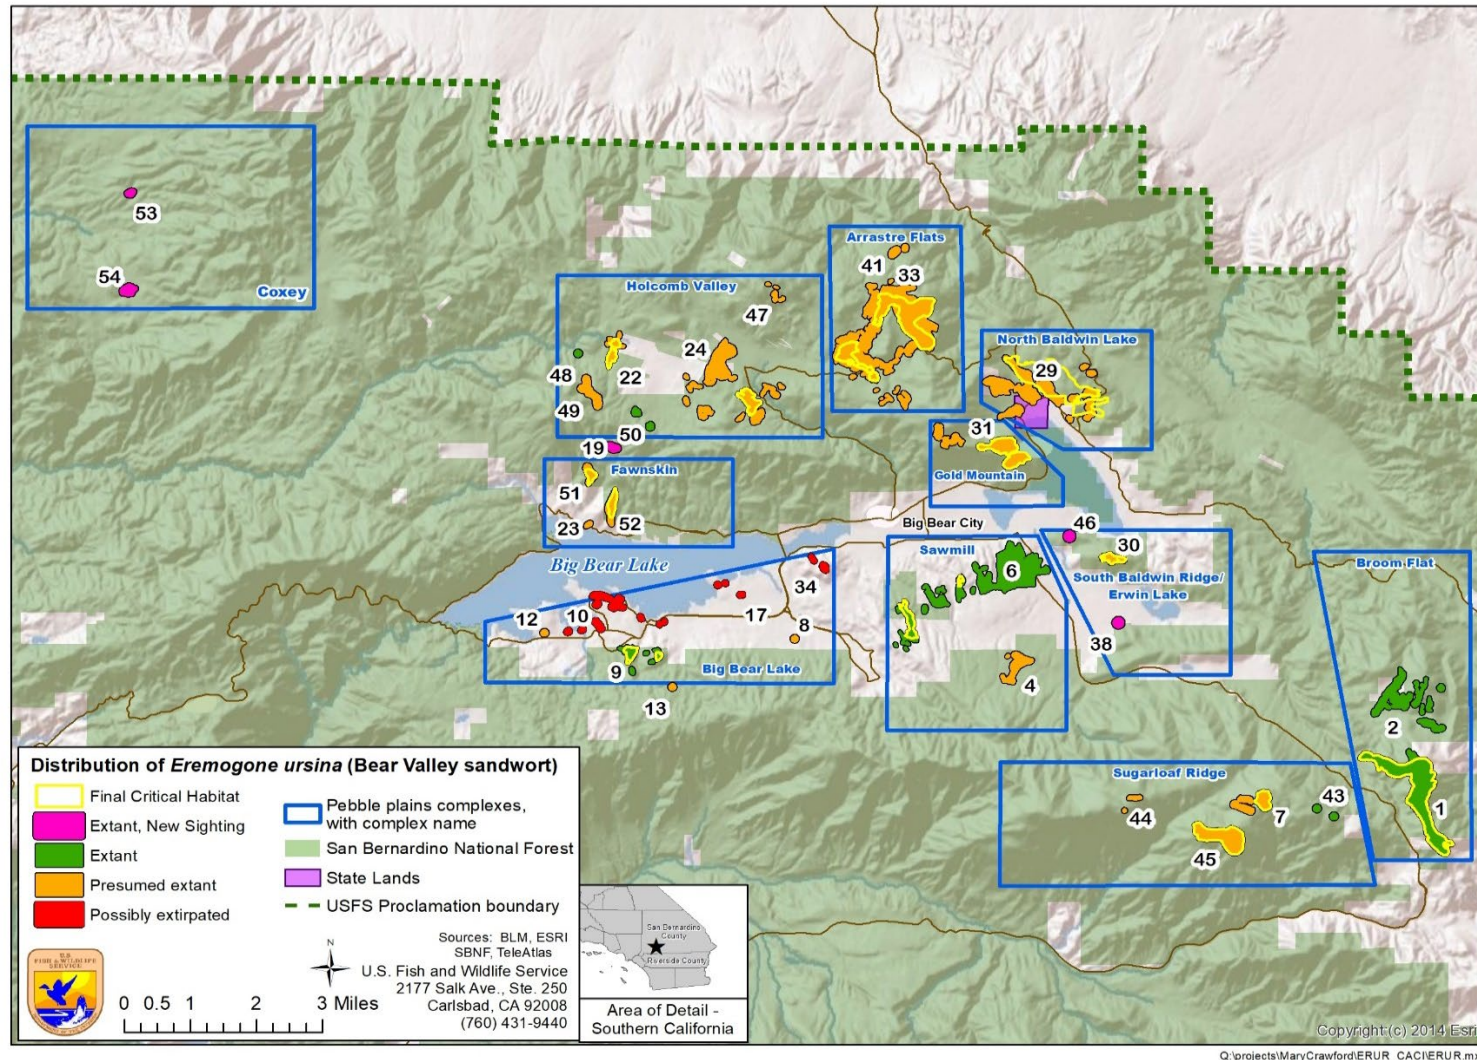 53
54
Coxey
Arrastre Flats
41
33
Holcomb Valley
47
North Baldwin Lake
29
24
48
22
49
50
31
19
Fawnskin
Gold Mountain
51
23
52
Big Bear City
46
30
Sawmill
6
South Baldwin Ridge/
Erwin Lake
Broom Flat
Big Bear Lake
34
12
10
17
8
38
9
Big Bear Lake
4
13
2
Sugarloaf Ridge
44
7
43
1
45
Distribution of Eremogone ursina (Bear Valley sandwort)
Final Critical Habitat
Extant, New Sighting
Extant
Presumed extant
Possibly extirpated
Pebble plains complexes,
with complex name
San Bernardino National Forest
State Lands
USFS Proclamation boundary
U.S.
FISH & WILDLIFE
SERVICE
N
Sources: BLM, ESRI
SBNF, TeleAtlas
U.S. Fish and Wildlife Service
2177 Salk Ave., Ste. 250
Carlsbad, CA 92008
(760) 431-9440
0 0.5 1 2 3 Miles
San Bernardino
County
Riverside County
Area of Detail -
Southern California
Copyright:(c) 2014 Esri
Q:\projects\MaryCrawford\ERUR_CACI\ERUR.m